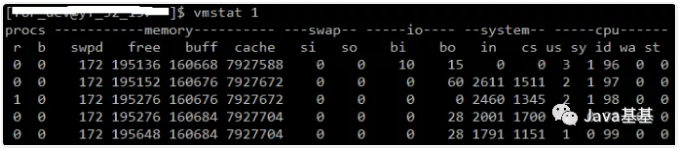 $ vmstat 1
procs -----------memory---------- ---swap-- -----io---- --system-- -----cpu------
r b swpd free buff cache si so bi bo in cs us sy id wa st
0 0 172 195136 160668 7927588 0 0 10 15 0 0 3 1 96 0 0
0 0 172 195152 160676 7927672 0 0 0 60 2611 1511 2 1 97 0 0
1 0 172 195276 160676 7927672 0 0 0 0 2460 1345 2 1 98 0 0
0 0 172 195276 160684 7927704 0 0 0 28 2001 1700
0 0 172 195648 160684 7927704 0 0 0 28 1791 1151 1 0 99 0 0
Java基基